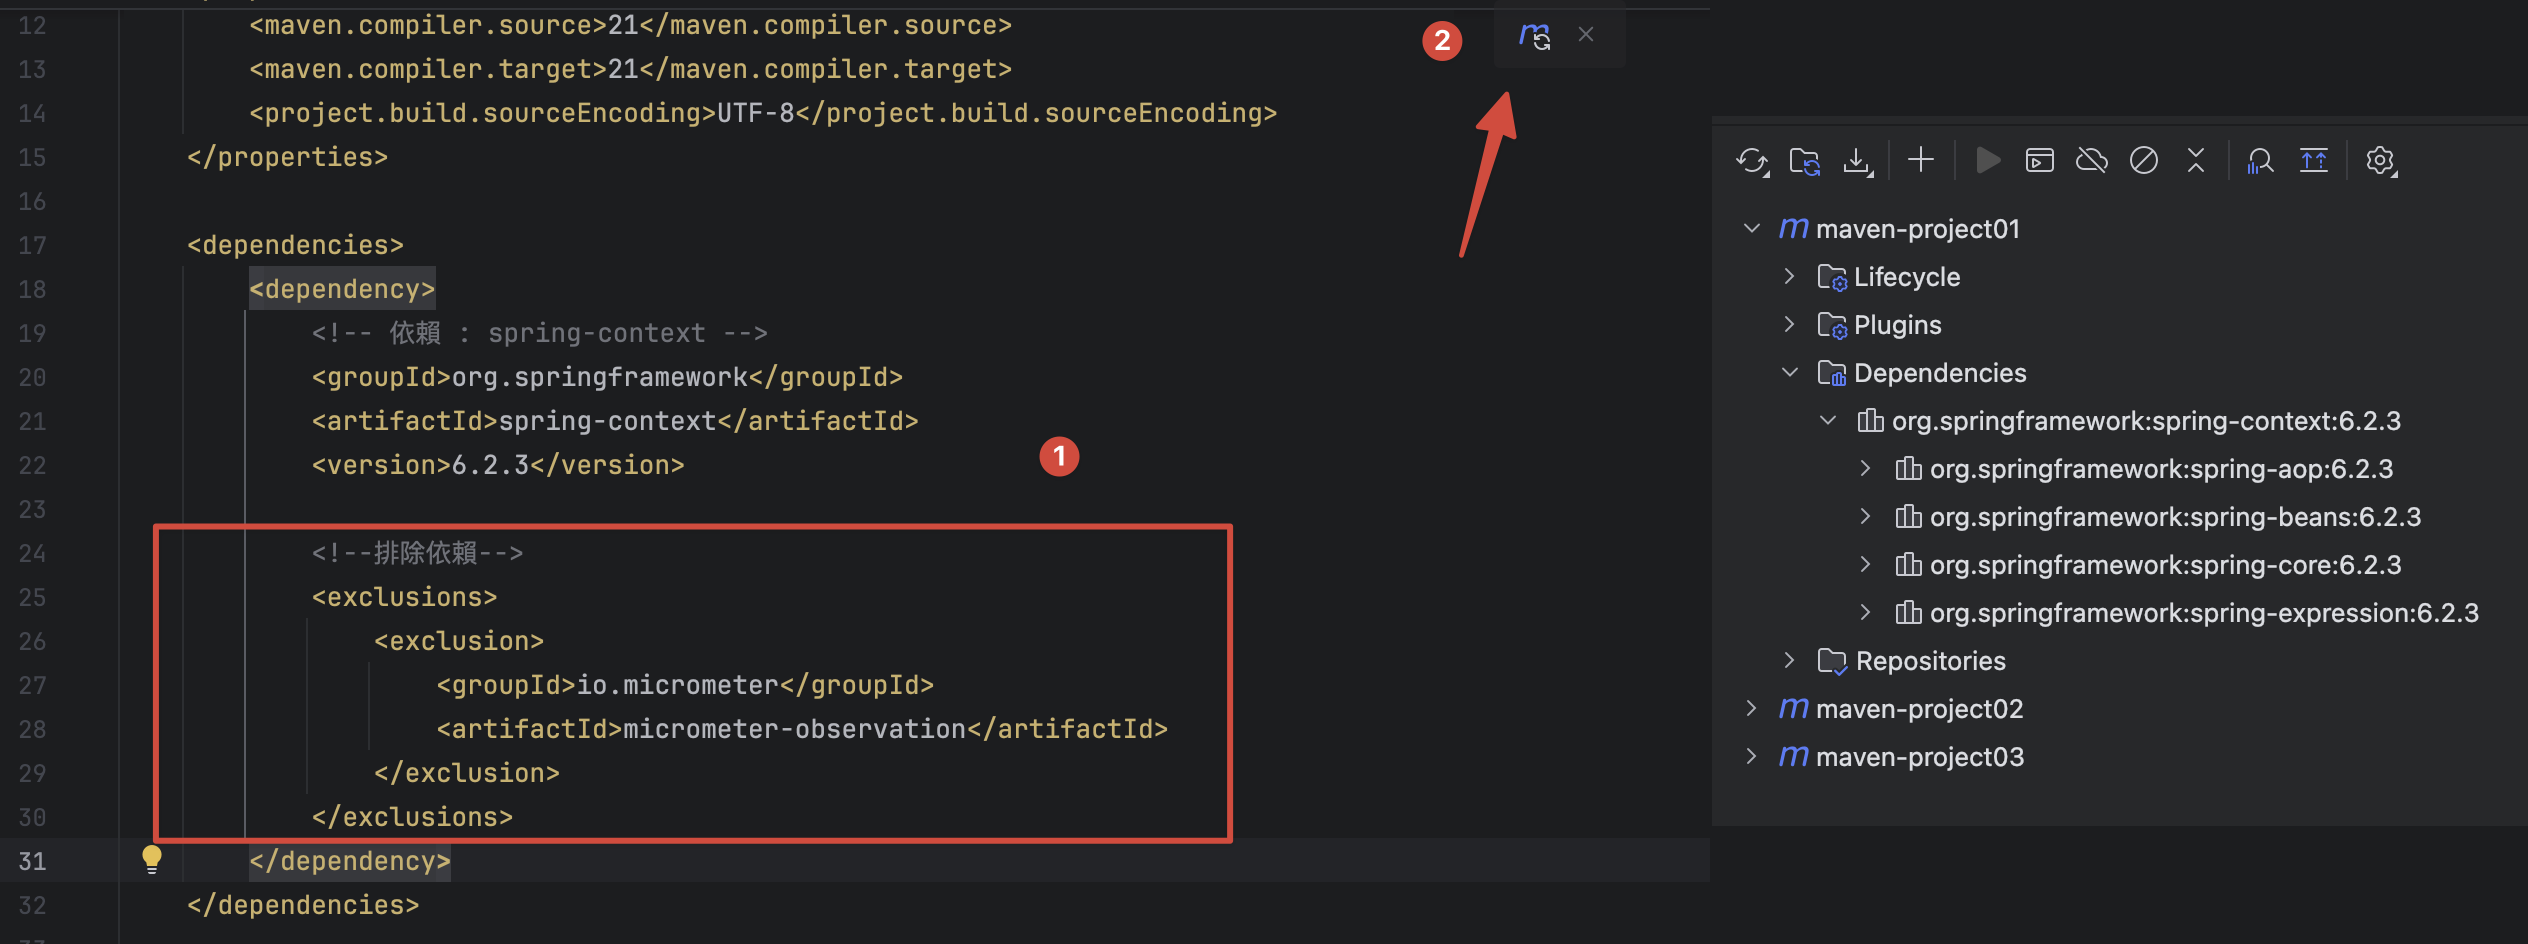 12 <maven.compiler.source>21</maven.compiler.source>
13 <maven.compiler.target>21</maven.compiler.target>
14 <project.build.sourceEncoding>UTF-8</project.build.sourceEncoding>
15 </properties>
16
17 <dependencies>
18 <dependency>
19 <!-- 依賴 : spring-context -->
20 <groupId>org.springframework</groupId>
21 <artifactId>spring-context</artifactId>
22 <version>6.2.3</version>
23
24 <!--排除依賴-->
25 <exclusions>
26 <exclusion>
27 <groupId>io.micrometer</groupId>
28 <artifactId>micrometer-observation</artifactId>
29 </exclusion>
30 </exclusions>
31 </dependency>
32 </dependencies>
1
2
m
m maven-project01
Lifecycle
Plugins
Dependencies
org.springframework:spring-context:6.2.3
org.springframework:spring-aop:6.2.3
org.springframework:spring-beans:6.2.3
org.springframework:spring-core:6.2.3
org.springframework:spring-expression:6.2.3
Repositories
m maven-project02
m maven-project03